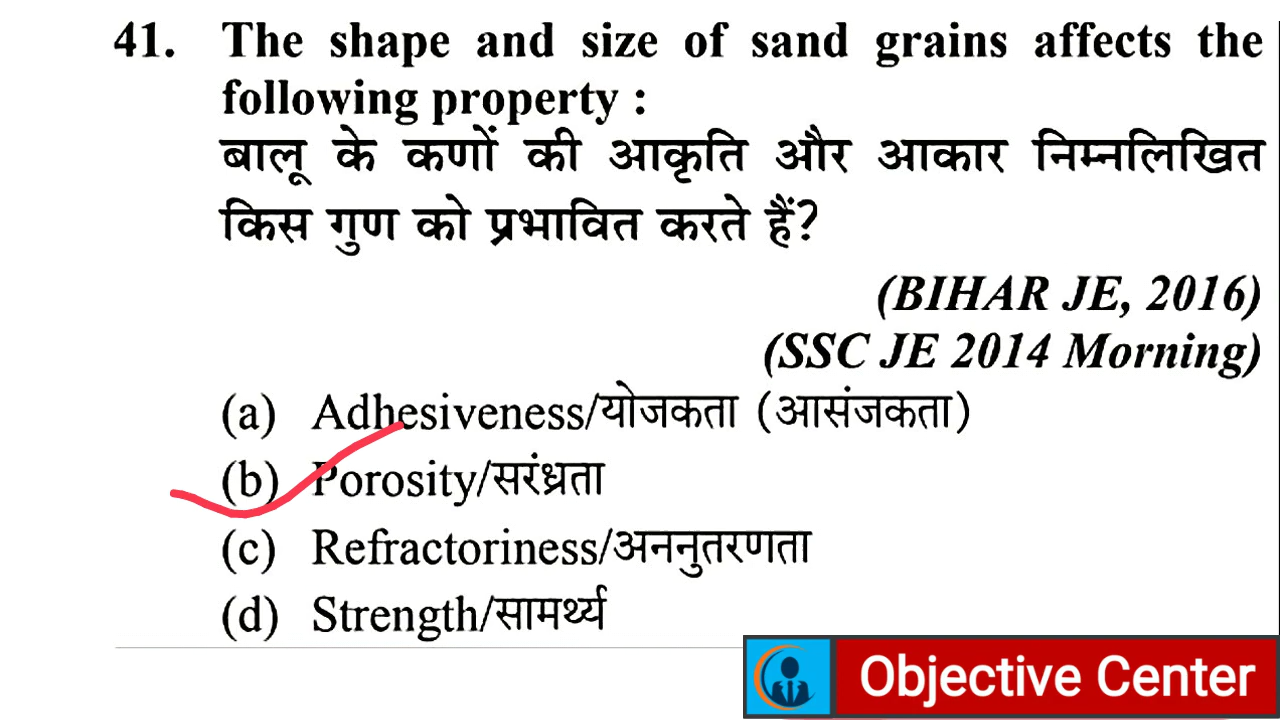 41. The shape and size of sand grains affects the
following property :
बालू के कणों की आकृति और आकार निम्नलिखित
किस गुण को प्रभावित करते हैं?
(BIHAR JE, 2016)
(SSC JE 2014 Morning)
(a) Adhesiveness/योजकता (आसंजकता)
(b) Porosity/सरंध्रता
(c) Refractoriness/अननुतरणता
(d) Strength/सामर्थ्य
Objective Center